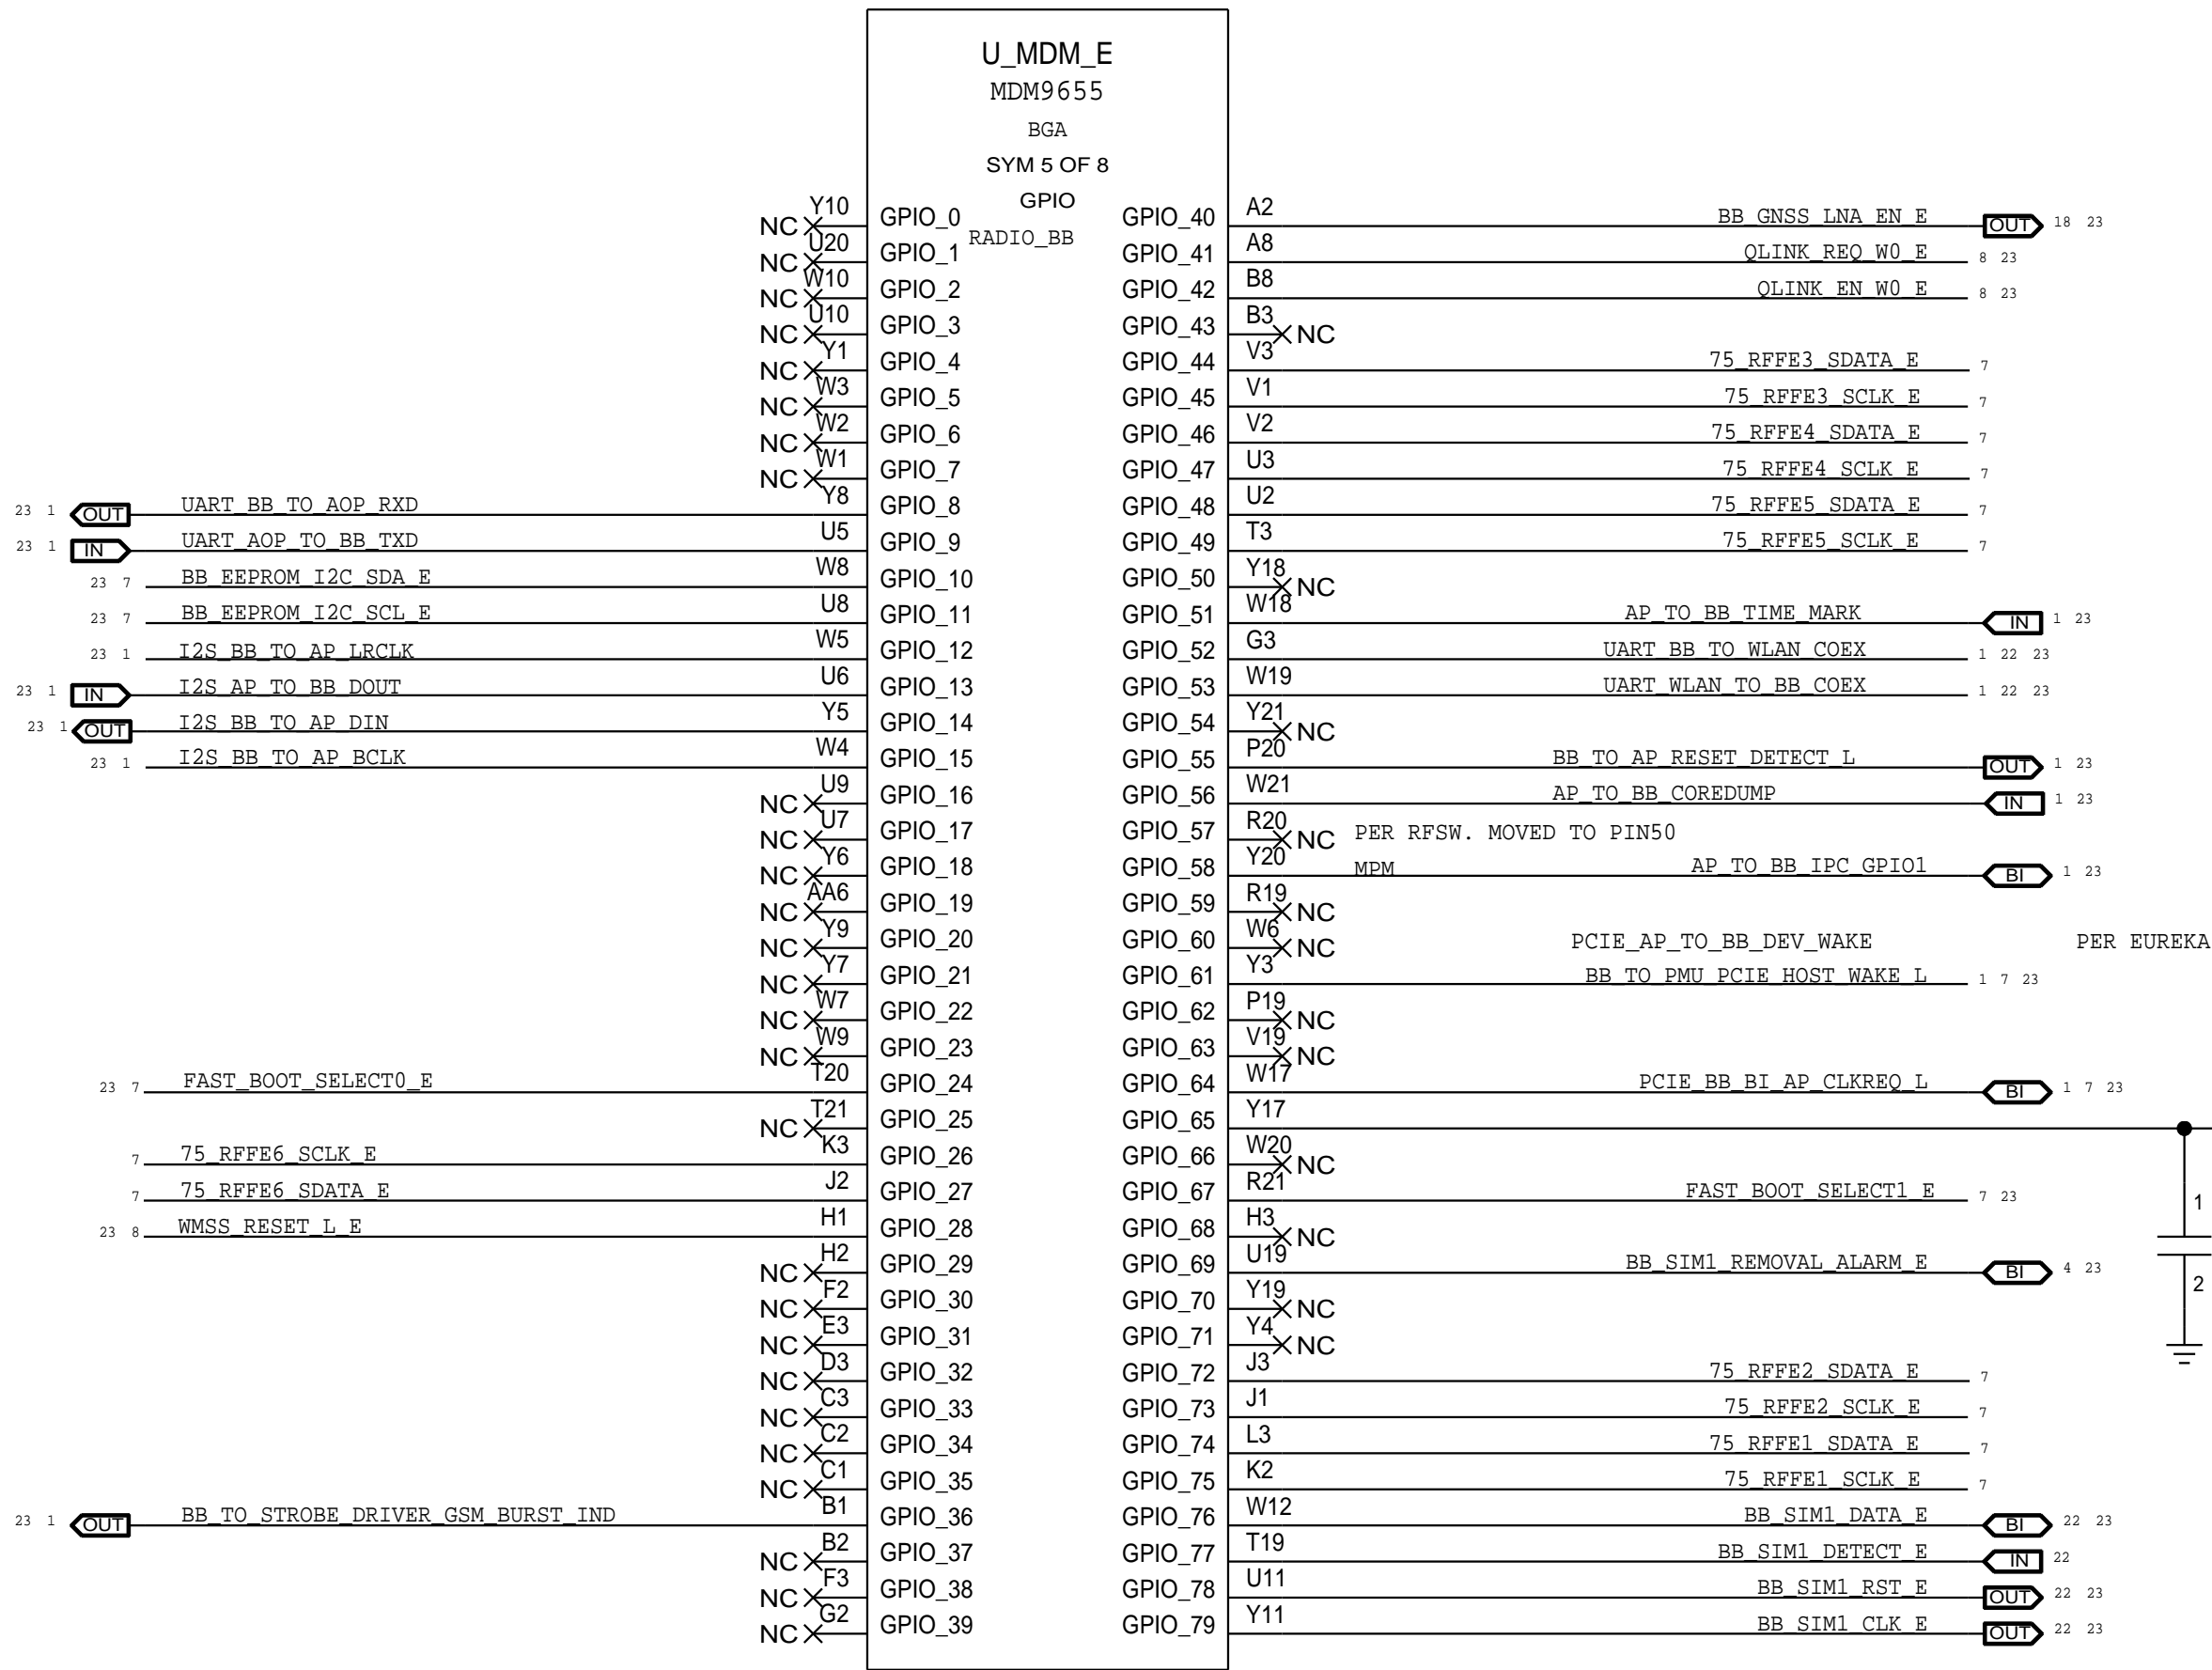 U_MDM_E
MDM9655
BGA
SYM 5 OF 8
GPIO
RADIO_BB
NC Y10 GPIO_0 GPIO_40 A2 BB_GNSS_LNA_EN_E OUT 18 23
NC U20 GPIO_1 GPIO_41 A8 QLINK_REQ_W0_E 8 23
NC W10 GPIO_2 GPIO_42 B8 QLINK_EN_W0_E 8 23
NC U10 GPIO_3 GPIO_43 B3 NC
NC Y1 GPIO_4 GPIO_44 V3 75_RFFE3_SDATA_E 7
NC W3 GPIO_5 GPIO_45 V1 75_RFFE3_SCLK_E 7
NC W2 GPIO_6 GPIO_46 V2 75_RFFE4_SDATA_E 7
NC W1 GPIO_7 GPIO_47 U3 75_RFFE4_SCLK_E 7
23 1 OUT UART_BB_TO_AOP_RXD Y8 GPIO_8 GPIO_48 U2 75_RFFE5_SDATA_E 7
23 1 IN UART_AOP_TO_BB_TXD U5 GPIO_9 GPIO_49 T3 75_RFFE5_SCLK_E 7
23 7 BB_EEPROM_I2C_SDA_E W8 GPIO_10 GPIO_50 Y18 NC
23 7 BB_EEPROM_I2C_SCL_E U8 GPIO_11 GPIO_51 W18 AP_TO_BB_TIME_MARK IN 1 23
23 1 I2S_BB_TO_AP_LRCLK W5 GPIO_12 GPIO_52 G3 UART_BB_TO_WLAN_COEX 1 22 23
23 1 IN I2S_AP_TO_BB_DOUT U6 GPIO_13 GPIO_53 W19 UART_WLAN_TO_BB_COEX 1 22 23
23 1 OUT I2S_BB_TO_AP_DIN Y5 GPIO_14 GPIO_54 Y21 NC
23 1 I2S_BB_TO_AP_BCLK W4 GPIO_15 GPIO_55 P20 BB_TO_AP_RESET_DETECT_L OUT 1 23
NC U9 GPIO_16 GPIO_56 W21 AP_TO_BB_COREDUMP IN 1 23
NC U7 GPIO_17 GPIO_57 R20 NC PER RFSW. MOVED TO PIN50
NC Y6 GPIO_18 GPIO_58 Y20 MPM AP_TO_BB_IPC_GPIO1 BI 1 23
NC AA6 GPIO_19 GPIO_59 R19 NC
NC Y9 GPIO_20 GPIO_60 W6 NC PCIE_AP_TO_BB_DEV_WAKE PER EUREKA
NC Y7 GPIO_21 GPIO_61 Y3 BB_TO_PMU_PCIE_HOST_WAKE_L 1 7 23
NC W7 GPIO_22 GPIO_62 P19 NC
NC W9 GPIO_23 GPIO_63 V19 NC
23 7 FAST_BOOT_SELECT0_E T20 GPIO_24 GPIO_64 W17 PCIE_BB_BI_AP_CLKREQ_L BI 1 7 23
NC T21 GPIO_25 GPIO_65 Y17
7 75_RFFE6_SCLK_E K3 GPIO_26 GPIO_66 W20 NC
7 75_RFFE6_SDATA_E J2 GPIO_27 GPIO_67 R21 FAST_BOOT_SELECT1_E 7 23 1
23 8 WMSS_RESET_L_E H1 GPIO_28 GPIO_68 H3 NC
NC H2 GPIO_29 GPIO_69 U19 BB_SIM1_REMOVAL_ALARM_E BI 4 23 2
NC F2 GPIO_30 GPIO_70 Y19 NC
NC E3 GPIO_31 GPIO_71 Y4 NC
NC D3 GPIO_32 GPIO_72 J3 75_RFFE2_SDATA_E 7
NC C3 GPIO_33 GPIO_73 J1 75_RFFE2_SCLK_E 7
NC C2 GPIO_34 GPIO_74 L3 75_RFFE1_SDATA_E 7
NC C1 GPIO_35 GPIO_75 K2 75_RFFE1_SCLK_E 7
23 1 OUT BB_TO_STROBE_DRIVER_GSM_BURST_IND B1 GPIO_36 GPIO_76 W12 BB_SIM1_DATA_E BI 22 23
NC B2 GPIO_37 GPIO_77 T19 BB_SIM1_DETECT_E IN 22
NC F3 GPIO_38 GPIO_78 U11 BB_SIM1_RST_E OUT 22 23
NC G2 GPIO_39 GPIO_79 Y11 BB_SIM1_CLK_E OUT 22 23